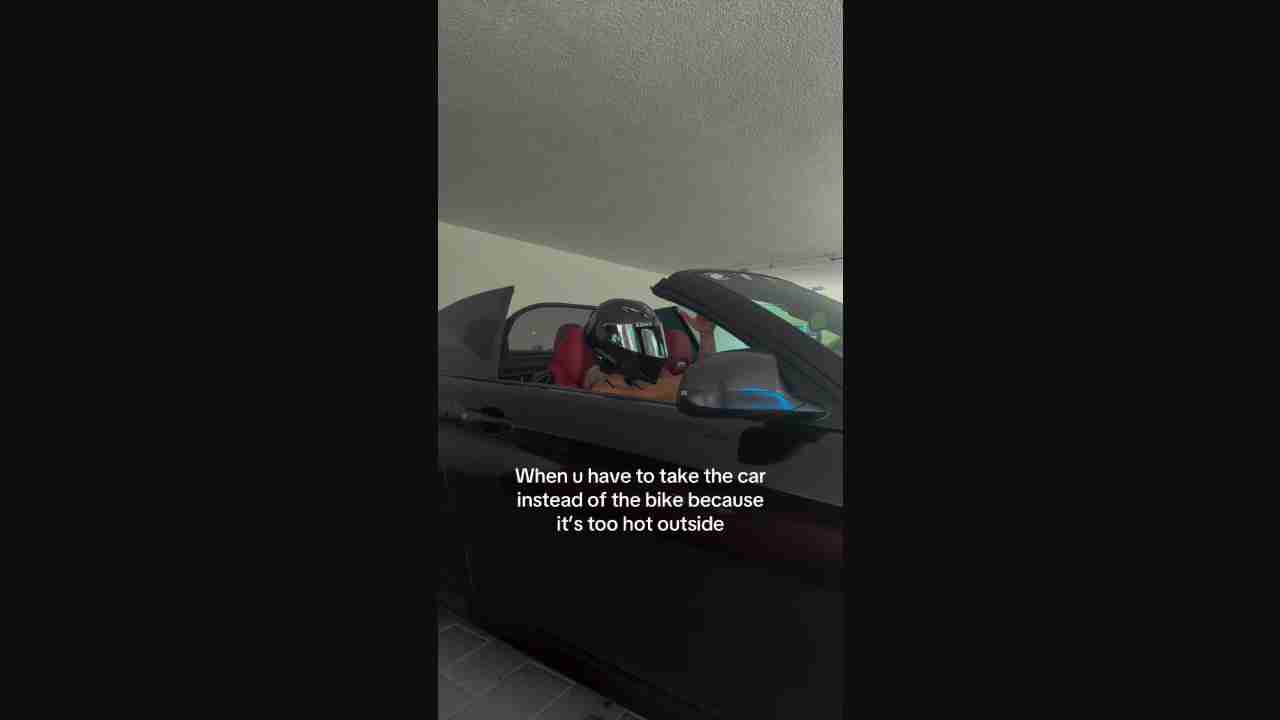 When u have to take the car
instead of the bike because
it's too hot outside